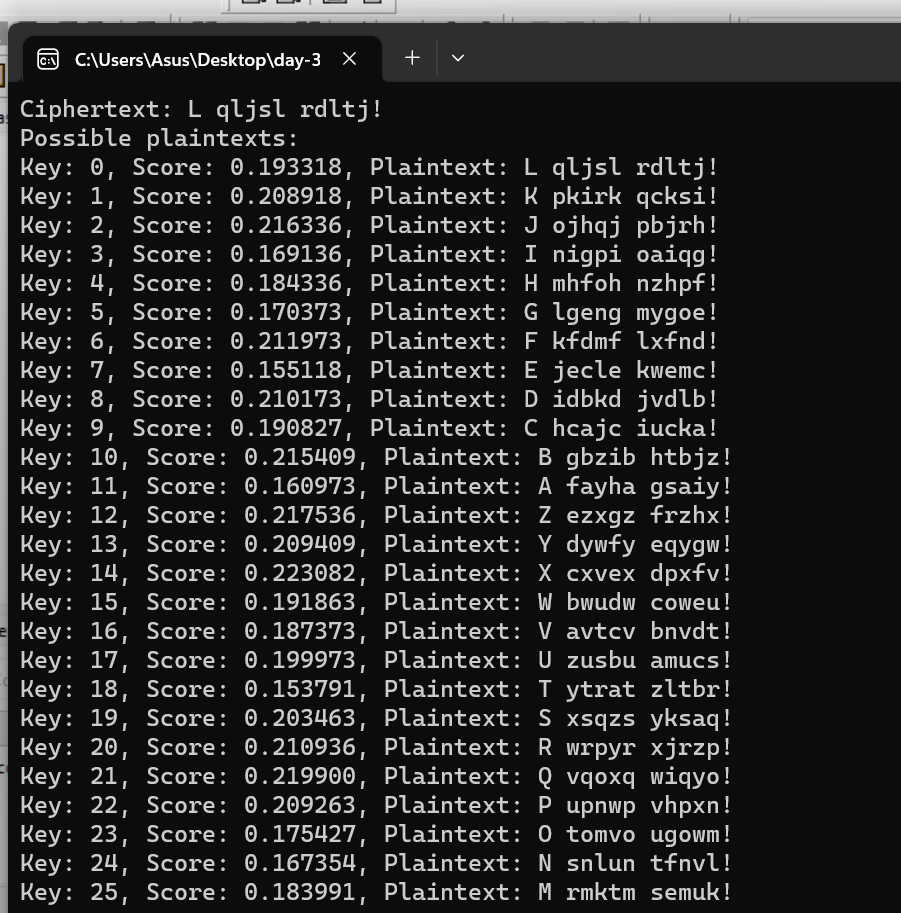 C:\Users\Asus\Desktop\day-3
Ciphertext: L qljsl rdltj!
Possible plaintexts:
Key: 0, Score: 0.193318, Plaintext: L qljsl rdltj!
Key: 1, Score: 0.208918, Plaintext: K pkirk qcksi!
Key: 2, Score: 0.216336, Plaintext: J ojhqj pbjrh!
Key: 3, Score: 0.169136, Plaintext: I nigpi oaiqg!
Key: 4, Score: 0.184336, Plaintext: H mhfoh nzhpf!
Key: 5, Score: 0.170373, Plaintext: G lgeng mygoe!
Key: 6, Score: 0.211973, Plaintext: F kfdmf lxfnd!
Key: 7, Score: 0.155118, Plaintext: E jecle kwemc!
Key: 8, Score: 0.210173, Plaintext: D idbkd jvdlb!
Key: 9, Score: 0.190827, Plaintext: C hcajc iucka!
Key: 10, Score: 0.215409, Plaintext: B gbzib htbjz!
Key: 11, Score: 0.160973, Plaintext: A fayha gsaiy!
Key: 12, Score: 0.217536, Plaintext: Z ezxgz frzhx!
Key: 13, Score: 0.209409, Plaintext: Y dywfy eqygw!
Key: 14, Score: 0.223082, Plaintext: X cxvex dpxfv!
Key: 15, Score: 0.191863, Plaintext: W bwudw coweu!
Key: 16, Score: 0.187373, Plaintext: V avtcv bnvdt!
Key: 17, Score: 0.199973, Plaintext: U zusbu amucs!
Key: 18, Score: 0.153791, Plaintext: T ytrat zltbr!
Key: 19, Score: 0.203463, Plaintext: S xsqzs yksaq!
Key: 20, Score: 0.210936, Plaintext: R wrpyr xjrzp!
Key: 21, Score: 0.219900, Plaintext: Q vqoxq wiqyo!
Key: 22, Score: 0.209263, Plaintext: P upnwp vhpxn!
Key: 23, Score: 0.175427, Plaintext: O tomvo ugowm!
Key: 24, Score: 0.167354, Plaintext: N snlun tfnvl!
Key: 25, Score: 0.183991, Plaintext: M rmktm semuk!